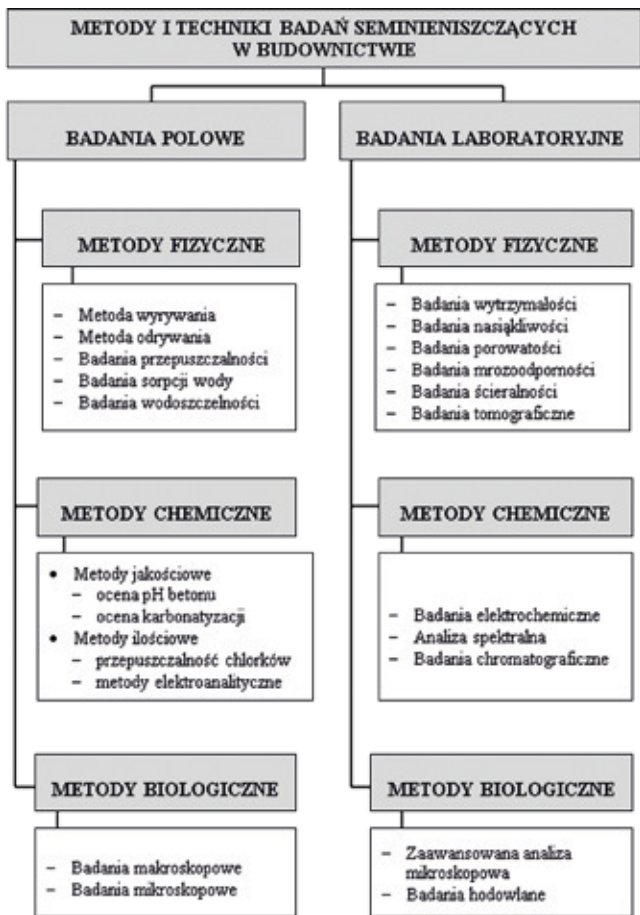 METODY I TECHNIKI BADAŃ SEMINIENISZCZĄCYCH
W BUDOWNICTWIE
BADANIA POLOWE
METODY FIZYCZNE
– Metoda wyrywania
– Metoda odrywania
– Badania przepuszczalności
– Badania sorpcji wody
– Badania wodoszczelności
METODY CHEMICZNE
• Metody jakościowe
– ocena pH betonu
– ocena karbonatyzacji
• Metody ilościowe
– przepuszczalność chlorków
– metody elektroanalityczne
METODY BIOLOGICZNE
– Badania makroskopowe
– Badania mikroskopowe
BADANIA LABORATORYJNE
METODY FIZYCZNE
– Badania wytrzymałości
– Badania nasiąkliwości
– Badania porowatości
– Badania mrozoodporności
– Badania ścieralności
– Badania tomograficzne
METODY CHEMICZNE
– Badania elektrochemiczne
– Analiza spektralna
– Badania chromatograficzne
METODY BIOLOGICZNE
– Zaawansowana analiza
mikroskopowa
– Badania hodowlane